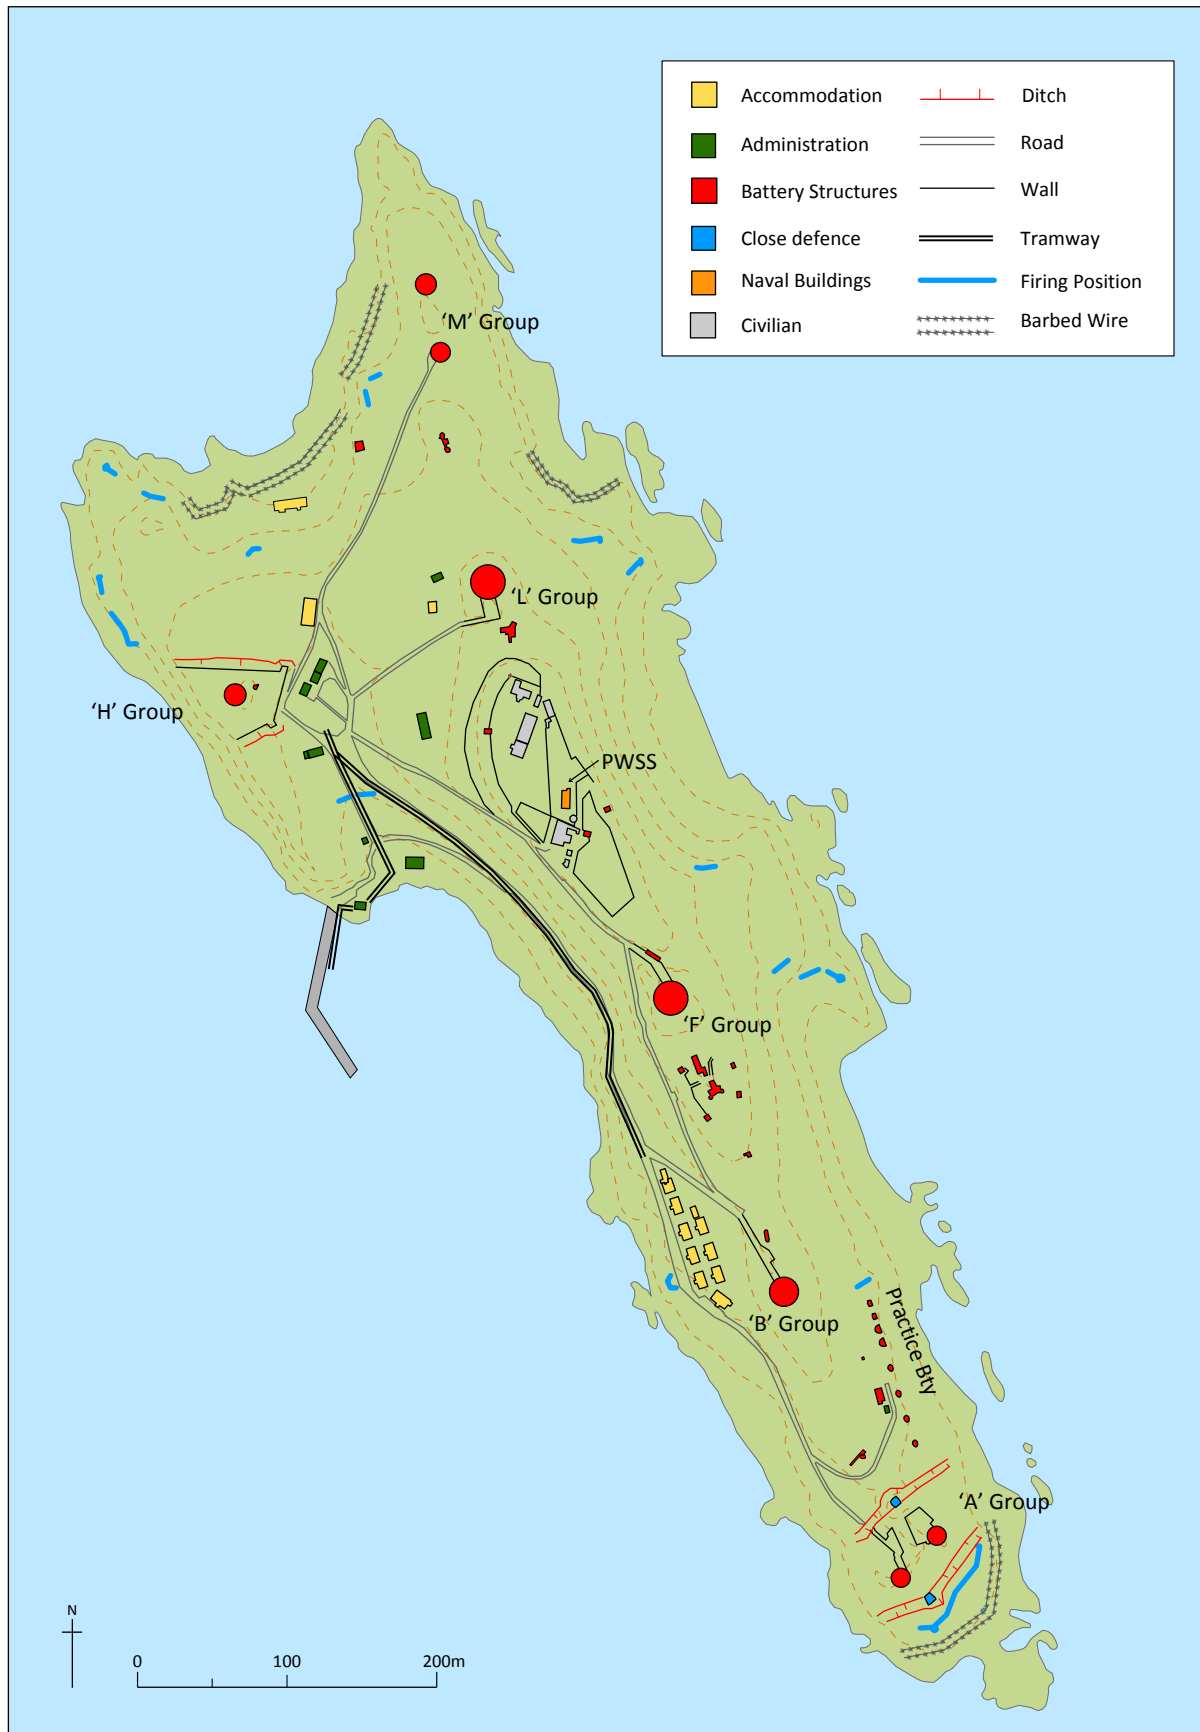 Accommodation
Ditch
Administration
Road
Battery Structures
Wall
Close defence
Tramway
Naval Buildings
Firing Position
Civilian
Barbed Wire
‘M’ Group
‘L’ Group
‘H’ Group
PWSS
‘F’ Group
‘B’ Group
Practice Bty
‘A’ Group
N
0 100 200m